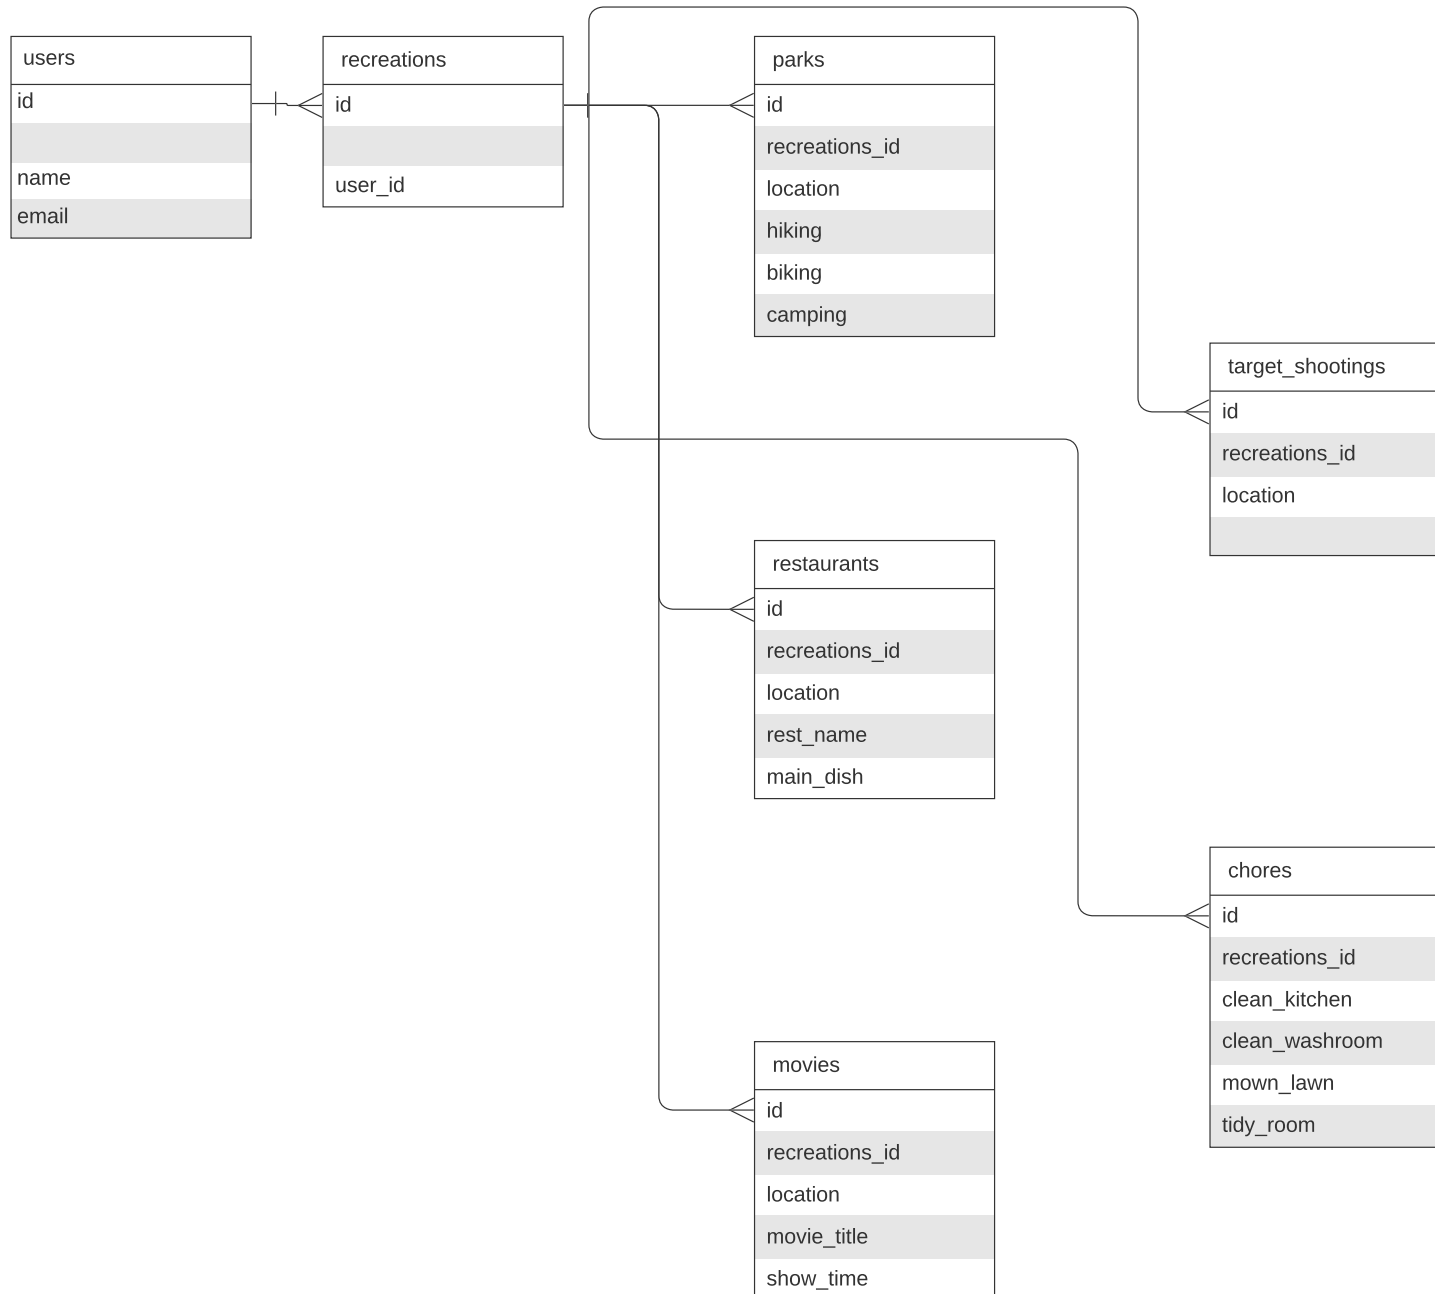 users
id
name
email
recreations
id
user_id
parks
id
recreations_id
location
hiking
biking
camping
target_shootings
id
recreations_id
location
restaurants
id
recreations_id
location
rest_name
main_dish
chores
id
recreations_id
clean_kitchen
clean_washroom
mown_lawn
tidy_room
movies
id
recreations_id
location
movie_title
show_time